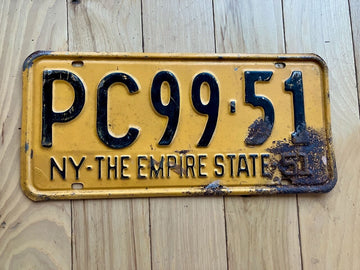 PC99·51
NY-THE EMPIRE STATE 51